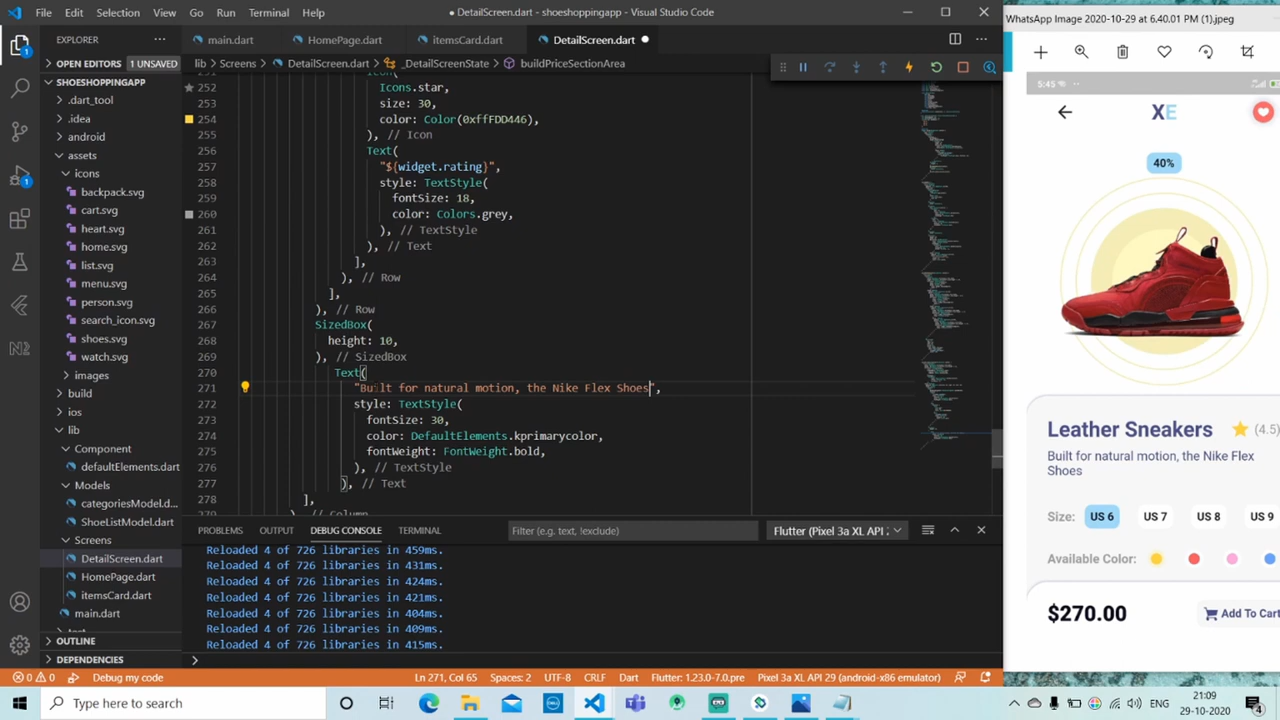 File Edit Selection View Go Run Terminal
art.dart - shoeshoppingapp - Visual Studio Code
WhatsApp Image 2020-10-29 at 6.40.01 PM (1).jpeg
EXPLORER
main.dart
DetailScreen.dart
OPEN EDITORS 1 UNSAVED
lib > Screens > DetailScreen.dart > _DetailScreenState > buildPriceSectionArea
SHOESHOPPINGAPP
.dart_tool
.idea
android
assets
icons
backpack.svg
cart.svg
heart.svg
home.svg
list.svg
menu.svg
person.svg
search_icon.svg
shoes.svg
watch.svg
images
build
ios
lib
Component
defaultElements.dart
Models
categoriesModel.d...
ShoeListModel.dart
Screens
DetailScreen.dart
HomePage.dart
itemsCard.dart
main.dart
OUTLINE
DEPENDENCIES
252 Icons.star,
253 size: 30,
254 color: Color(0xffFDD446),
255 ), // Icon
256 Text(
257 "${widget.rating}",
258 style: TextStyle(
259 fontSize: 18,
260 color: Colors.grey,
261 ), // TextStyle
262 ), // Text
263 ],
264 ), // Row
265 ],
266 ), // Row
267 SizedBox(
268 height: 10,
269 ), // SizedBox
270 Text(
271 "Built for natural motion, the Nike Flex Shoes",
272 style: TextStyle(
273 fontSize: 30,
274 color: DefaultElements.kprimarycolor,
275 fontWeight: FontWeight.bold,
276 ), // TextStyle
277 ), // Text
278 ],
PROBLEMS OUTPUT DEBUG CONSOLE TERMINAL
Filter (e.g. text, !exclude)
Flutter (Pixel 3a XL API 2
Reloaded 4 of 726 libraries in 459ms.
Reloaded 4 of 726 libraries in 462ms.
Reloaded 4 of 726 libraries in 424ms.
Reloaded 4 of 726 libraries in 421ms.
Reloaded 4 of 726 libraries in 404ms.
Reloaded 4 of 726 libraries in 409ms.
Reloaded 4 of 726 libraries in 415ms.
0 0 Debug my code
Ln 271, Col 65 Spaces: 2 UTF-8 CRLF Dart Flutter: 1.23.0-7.0.pre Pixel 3a XL API 29 (android-x86 emulator)
5:45
XE
40%
Leather Sneakers (4.5)
Built for natural motion, the Nike Flex
Shoes
Size: US 6 US 7 US 8 US 9
Available Color:
$270.00 Add To Cart
Type here to search
ENG
21:09
29-10-2020
4